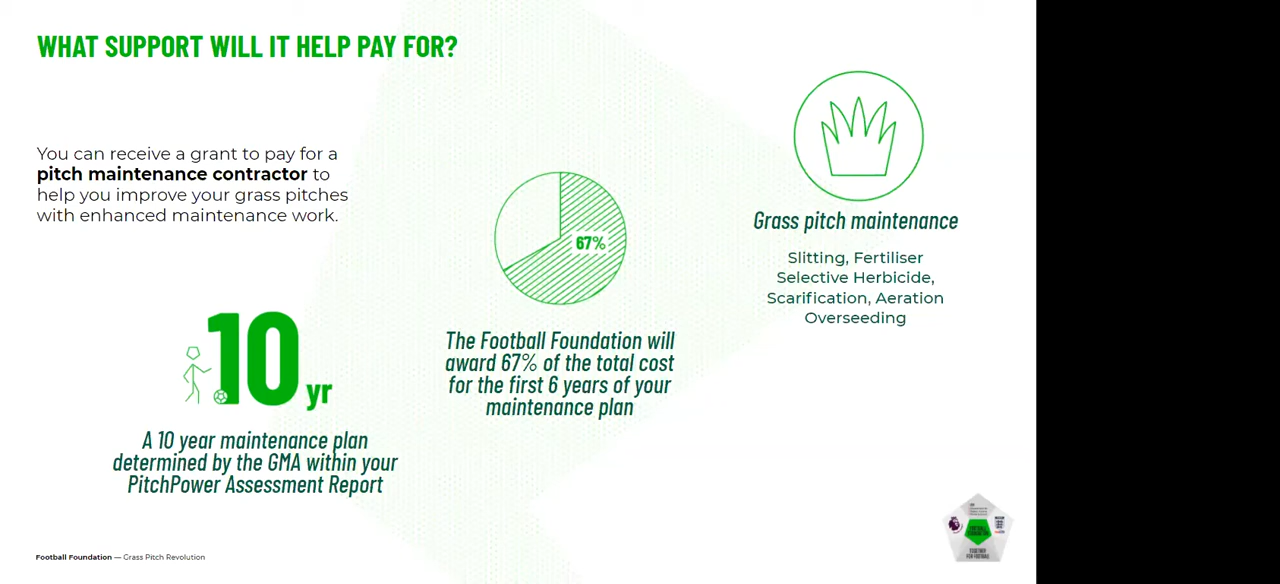 WHAT SUPPORT WILL IT HELP PAY FOR?
You can receive a grant to pay for a
pitch maintenance contractor to
help you improve your grass pitches
with enhanced maintenance work.
10 yr
A 10 year maintenance plan
determined by the GMA within your
PitchPower Assessment Report
67%
The Football Foundation will
award 67% of the total cost
for the first 6 years of your
maintenance plan
Grass pitch maintenance
Slitting, Fertiliser
Selective Herbicide,
Scarification, Aeration
Overseeding
Football Foundation — Grass Pitch Revolution